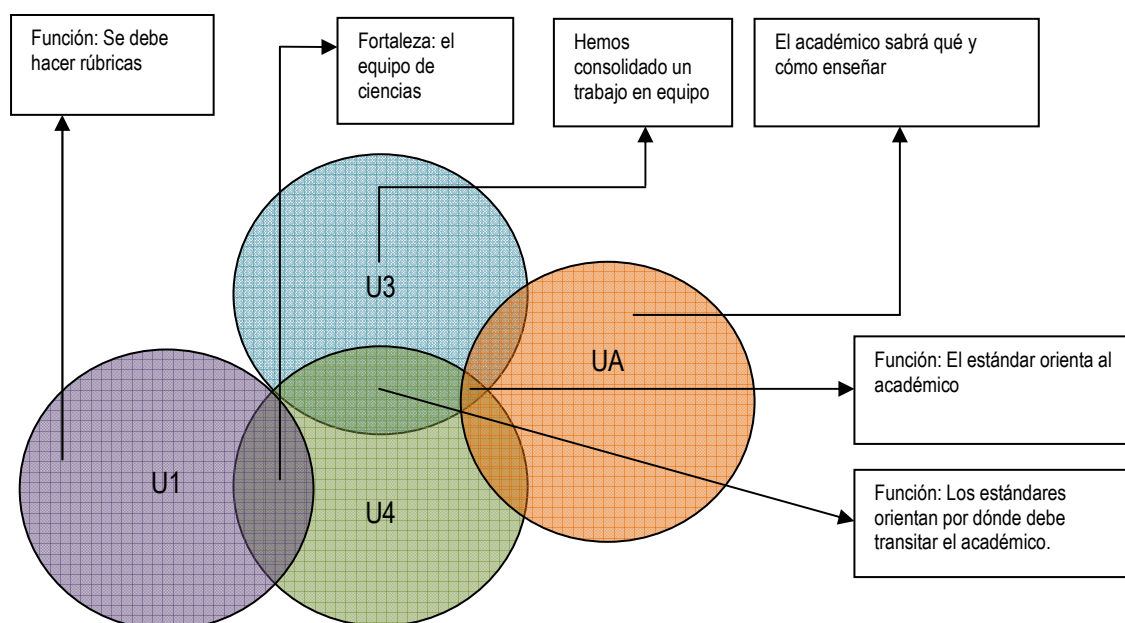 Función: Se debe
hacer rúbricas
Fortaleza: el
equipo de
ciencias
Hemos
consolidado un
trabajo en equipo
El académico sabrá qué y
cómo enseñar
U3
UA
U1
U4
Función: El estándar orienta al
académico
Función: Los estándares
orientan por dónde debe
transitar el académico.